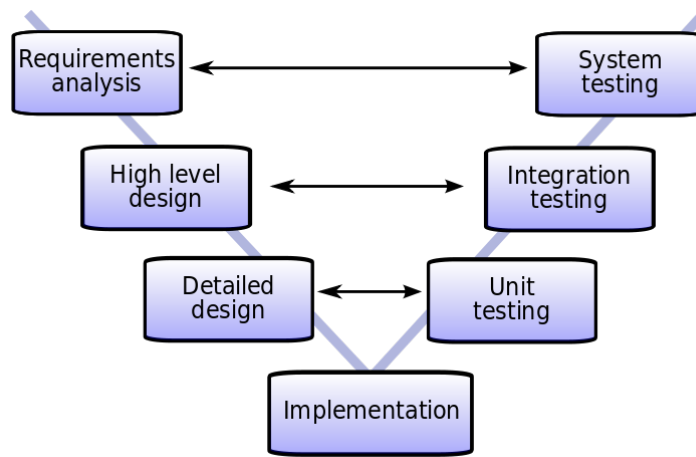 Requirements
analysis
System
testing
High level
design
Integration
testing
Detailed
design
Unit
testing
Implementation